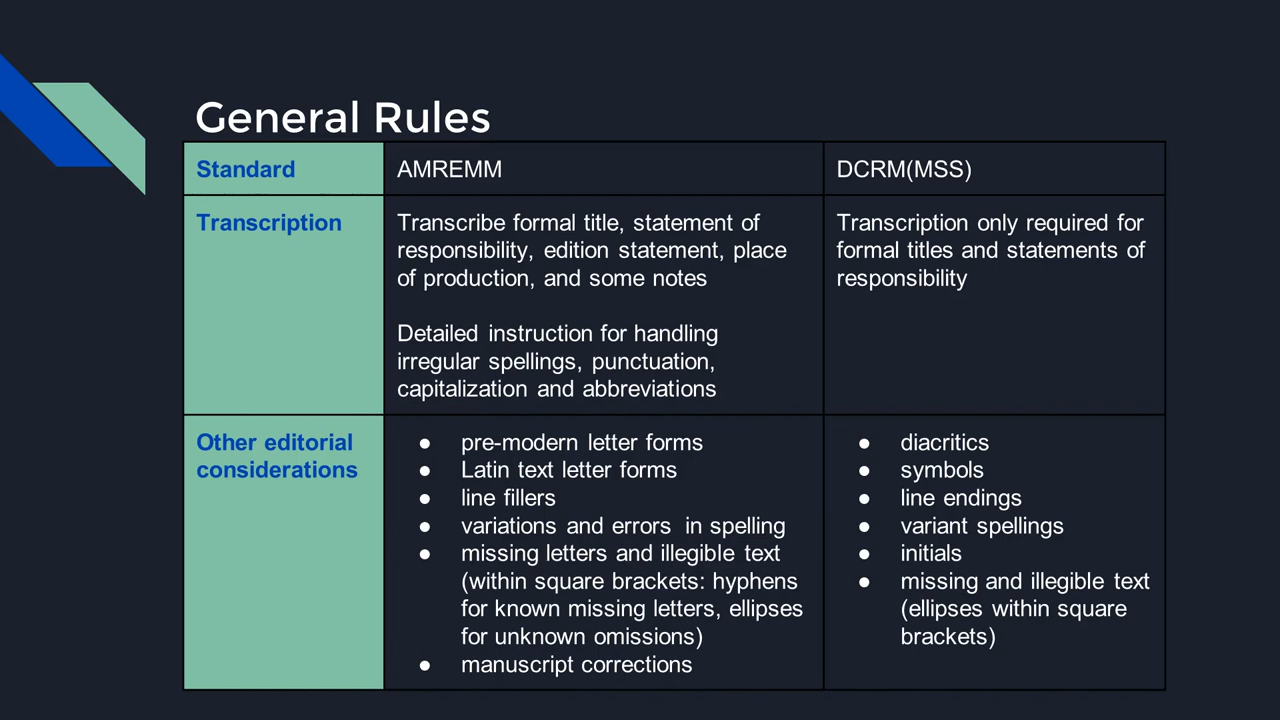 General Rules
Standard
AMREMM
DCRM(MSS)
Transcription
Transcribe formal title, statement of
responsibility, edition statement, place
of production, and some notes
Detailed instruction for handling
irregular spellings, punctuation,
capitalization and abbreviations
Transcription only required for
formal titles and statements of
responsibility
Other editorial
considerations
● pre-modern letter forms
● Latin text letter forms
● line fillers
● variations and errors in spelling
● missing letters and illegible text
(within square brackets: hyphens
for known missing letters, ellipses
for unknown omissions)
● manuscript corrections
● diacritics
● symbols
● line endings
● variant spellings
● initials
● missing and illegible text
(ellipses within square
brackets)